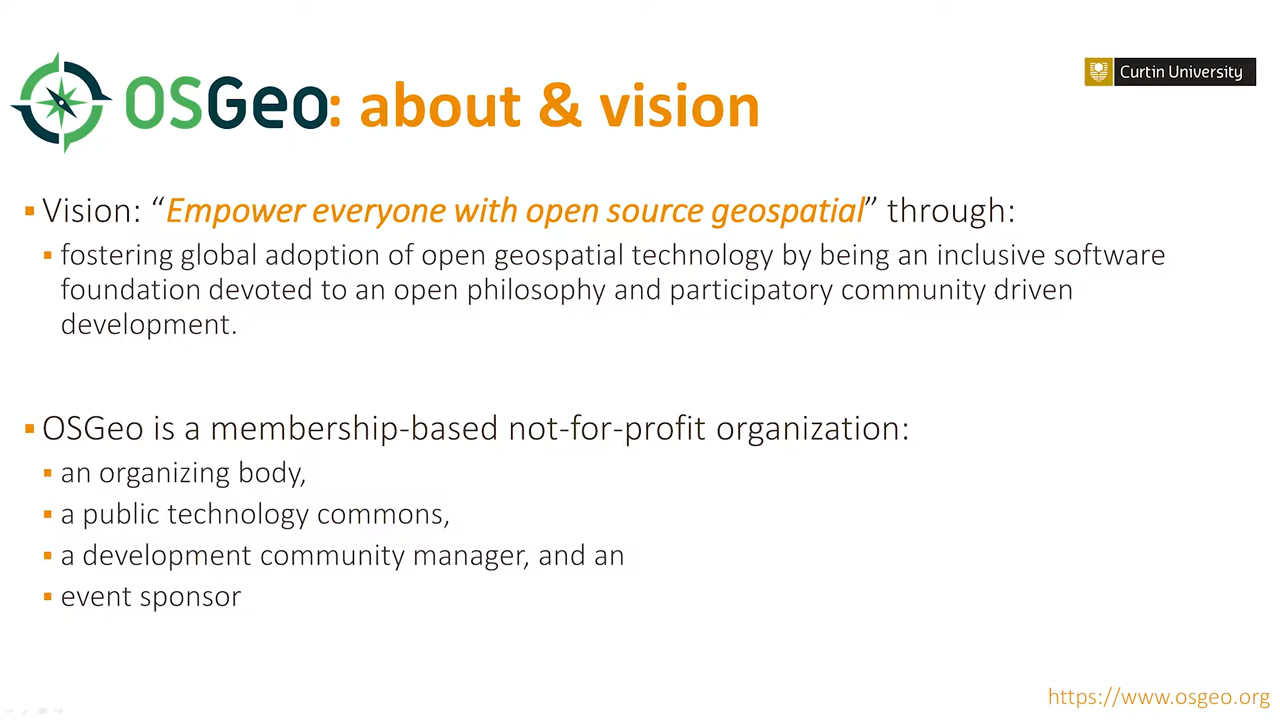 OSGeo: about & vision
Curtin University
▪ Vision: “Empower everyone with open source geospatial” through:
▪ fostering global adoption of open geospatial technology by being an inclusive software
foundation devoted to an open philosophy and participatory community driven
development.
▪ OSGeo is a membership-based not-for-profit organization:
▪ an organizing body,
▪ a public technology commons,
▪ a development community manager, and an
▪ event sponsor
https://www.osgeo.org